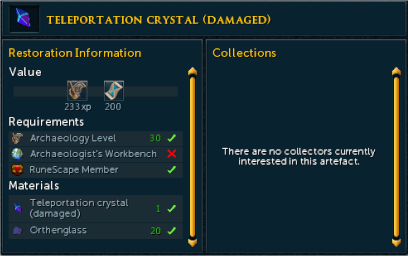 TELEPORTATION CRYSTAL (DAMAGED)
Restoration Information
Value
233 xp
200
Requirements
Archaeology Level 30
Archaeologist's Workbench
RuneScape Member
Materials
Teleportation crystal
(damaged) 1
Orthenglass 20
Collections
There are no collectors currently
interested in this artefact.